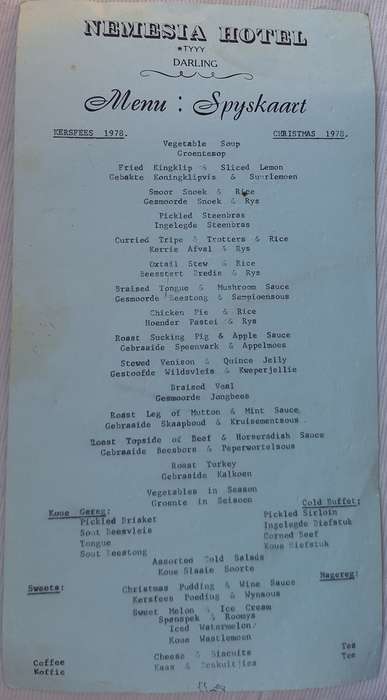 NEMESIA HOTEL
*TYYY
DARLING
Menu : Spyskaart
KERSFEES 1978. CHRISTMAS 1978.
Vegetable Soup
Groentesop
Fried Kingklip & Sliced Lemon
Gebakte Koningklipvis & Suurlemoen
Smoor Snoek & Rice
Gesmoorde Snoek & Rys
Pickled Steenbras
Ingelegde Steenbras
Curried Tripe & Trotters & Rice
Kerrie Afval & Rys
Oxtail Stew & Rice
Beesstert Bredie & Rys
Braised Tongue & Mushroom Sauce
Gesmoorde Beestong & Sampioensous
Chicken Pie & Rice
Hoender Pastei & Rys
Roast Sucking Pig & Apple Sauce
Gebraaide Speenvark & Appelmoes
Stewed Venison & Quince Jelly
Gestoofde Wildsvleis & Kweperjellie
Braised Veal
Gesmoorde Jongbees
Roast Leg of Mutton & Mint Sauce
Gebraaide Skaapboud & Kruisementsous
Roast Topside of Beef & Horseradish Sauce
Gebraaide Beesbors & Peperwortelsous
Roast Turkey
Gebraaide Kalkoen
Vegetables in Season
Groente in Seisoen
Cold Buffet:
Koue Gereg:
Pickled Sirloin
Pickled Brisket
Ingelegde Diefstuk
Sout Beesvleis
Corned Beef
Tongue
Koue Diefstuk
Sout Beestong
Assorted Cold Salads
Koue Slaaie Soorte
Nagereg:
Sweets:
Christmas Pudding & Wine Sauce
Kersfees Poeding & Wynsous
Sweet Melon & Ice Cream
Spanspek & Roomys
Iced Watermelon
Koue Waatlemoen
Cheese & Biscuits Tea
Coffee Kaas & Beskuitjies Tee
Koffie